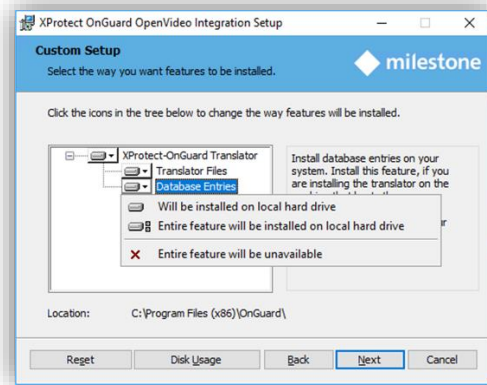 XProtect OnGuard OpenVideo Integration Setup
Custom Setup
Select the way you want features to be installed.
milestone
Click the icons in the tree below to change the way features will be installed.
XProtect-OnGuard Translator
Translator Files
Database Entries
Install database entries on your
system. Install this feature, if you
are installing the translator on the
Will be installed on local hard drive
Entire feature will be installed on local hard drive
Entire feature will be unavailable
Location: C:\Program Files (x86)\OnGuard\
Reset Disk Usage Back Next Cancel